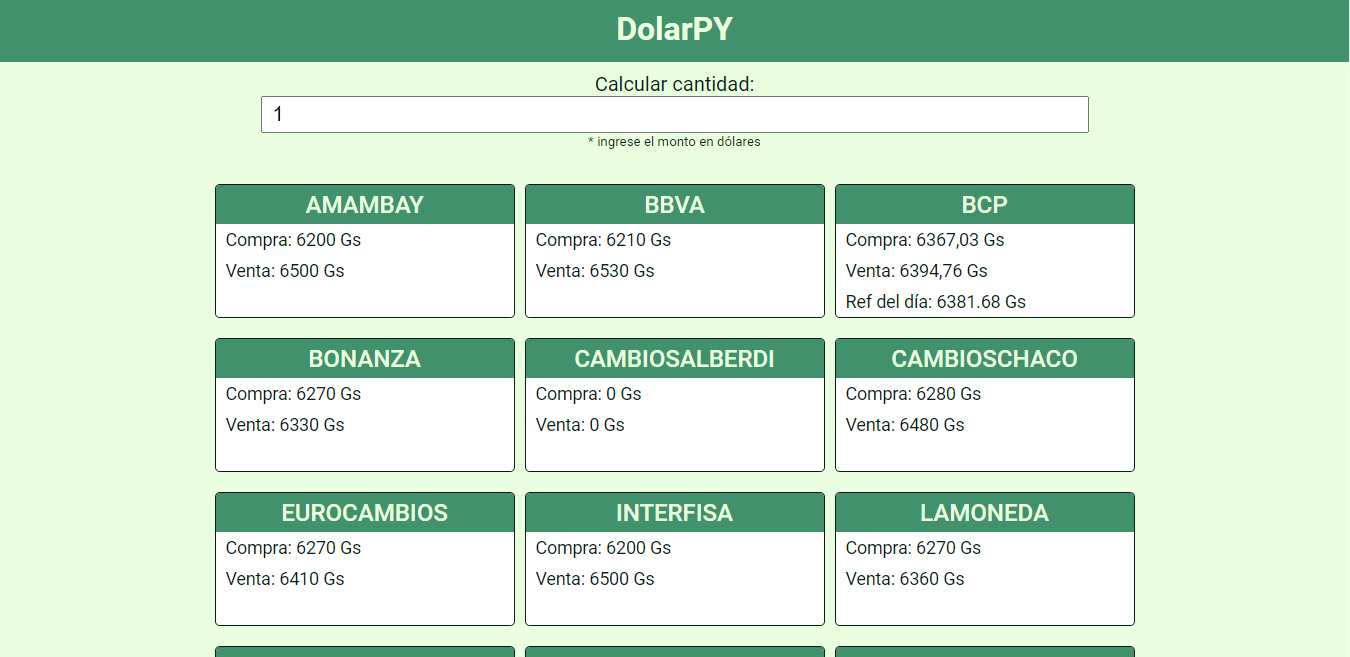 DolarPY
Calcular cantidad:
1
* ingrese el monto en dólares
AMAMBAY
Compra: 6200 Gs
Venta: 6500 Gs
BBVA
Compra: 6210 Gs
Venta: 6530 Gs
BCP
Compra: 6367,03 Gs
Venta: 6394,76 Gs
Ref del día: 6381.68 Gs
BONANZA
Compra: 6270 Gs
Venta: 6330 Gs
CAMBIOSALBERDI
Compra: 0 Gs
Venta: 0 Gs
CAMBIOSCHACO
Compra: 6280 Gs
Venta: 6480 Gs
EUROCAMBIOS
Compra: 6270 Gs
Venta: 6410 Gs
INTERFISA
Compra: 6200 Gs
Venta: 6500 Gs
LAMONEDA
Compra: 6270 Gs
Venta: 6360 Gs